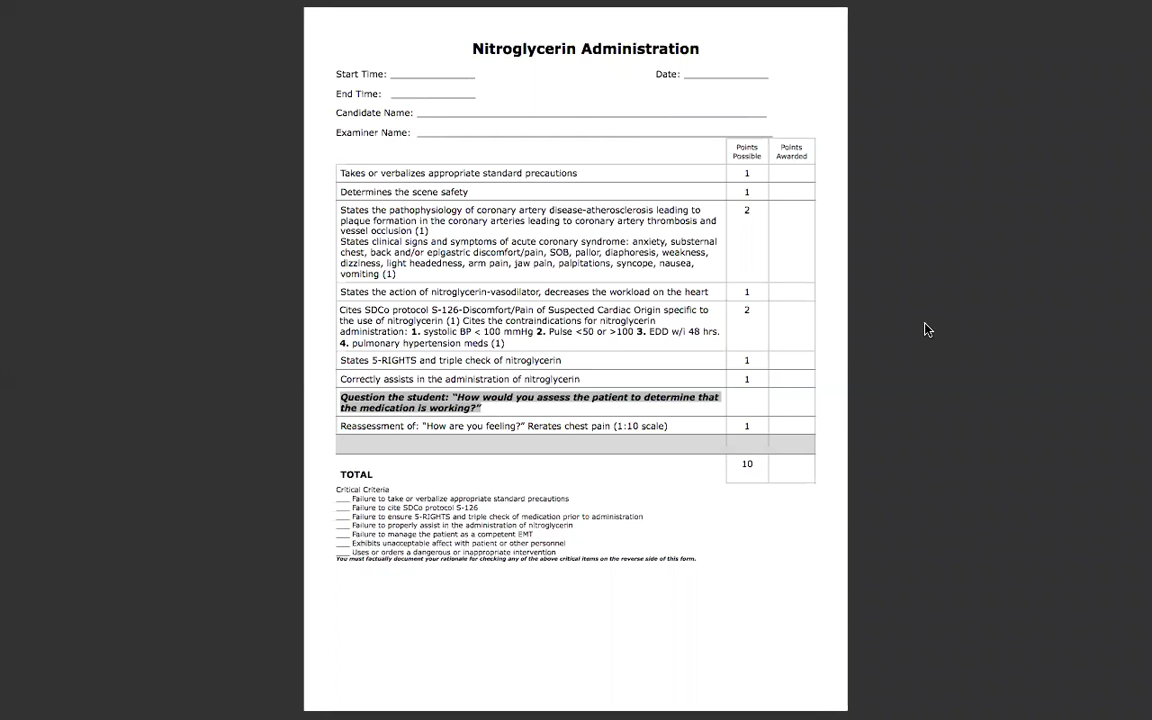 Nitroglycerin Administration
Start Time: _______________ Date: _______________
End Time: _______________
Candidate Name: _______________
Examiner Name: _______________
Points Possible Points Awarded
Takes or verbalizes appropriate standard precautions 1
Determines the scene safety 1
States the pathophysiology of coronary artery disease-atherosclerosis leading to 2
plaque formation in the coronary arteries leading to coronary artery thrombosis and
vessel occlusion (1)
States clinical signs and symptoms of acute coronary syndrome: anxiety, substernal
chest, back and/or epigastric discomfort/pain, SOB, pallor, diaphoresis, weakness,
dizziness, light headedness, arm pain, jaw pain, palpitations, syncope, nausea,
vomiting (1)
States the action of nitroglycerin-vasodilator, decreases the workload on the heart 1
Cites SDCo protocol S-126-Discomfort/Pain of Suspected Cardiac Origin specific to 2
the use of nitroglycerin (1) Cites the contraindications for nitroglycerin
administration: 1. systolic BP < 100 mmHg 2. Pulse <50 or >100 3. EDD w/i 48 hrs.
4. pulmonary hypertension meds (1)
States 5-RIGHTS and triple check of nitroglycerin 1
Correctly assists in the administration of nitroglycerin 1
Question the student: “How would you assess the patient to determine that
the medication is working?”
Reassessment of: “How are you feeling?” Rerates chest pain (1:10 scale) 1
TOTAL 10
Critical Criteria
___ Failure to take or verbalize appropriate standard precautions
___ Failure to cite SDCo protocol S-126
___ Failure to ensure 5-RIGHTS and triple check of medication prior to administration
___ Failure to properly assist in the administration of nitroglycerin
___ Failure to manage the patient as a competent EMT
___ Exhibits unacceptable affect with patient or other personnel
___ Uses or orders a dangerous or inappropriate intervention
You must factually document your rationale for checking any of the above critical items on the reverse side of this form.